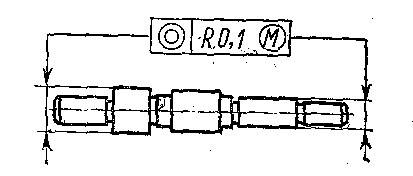 ◎ R0,1 Ⓜ